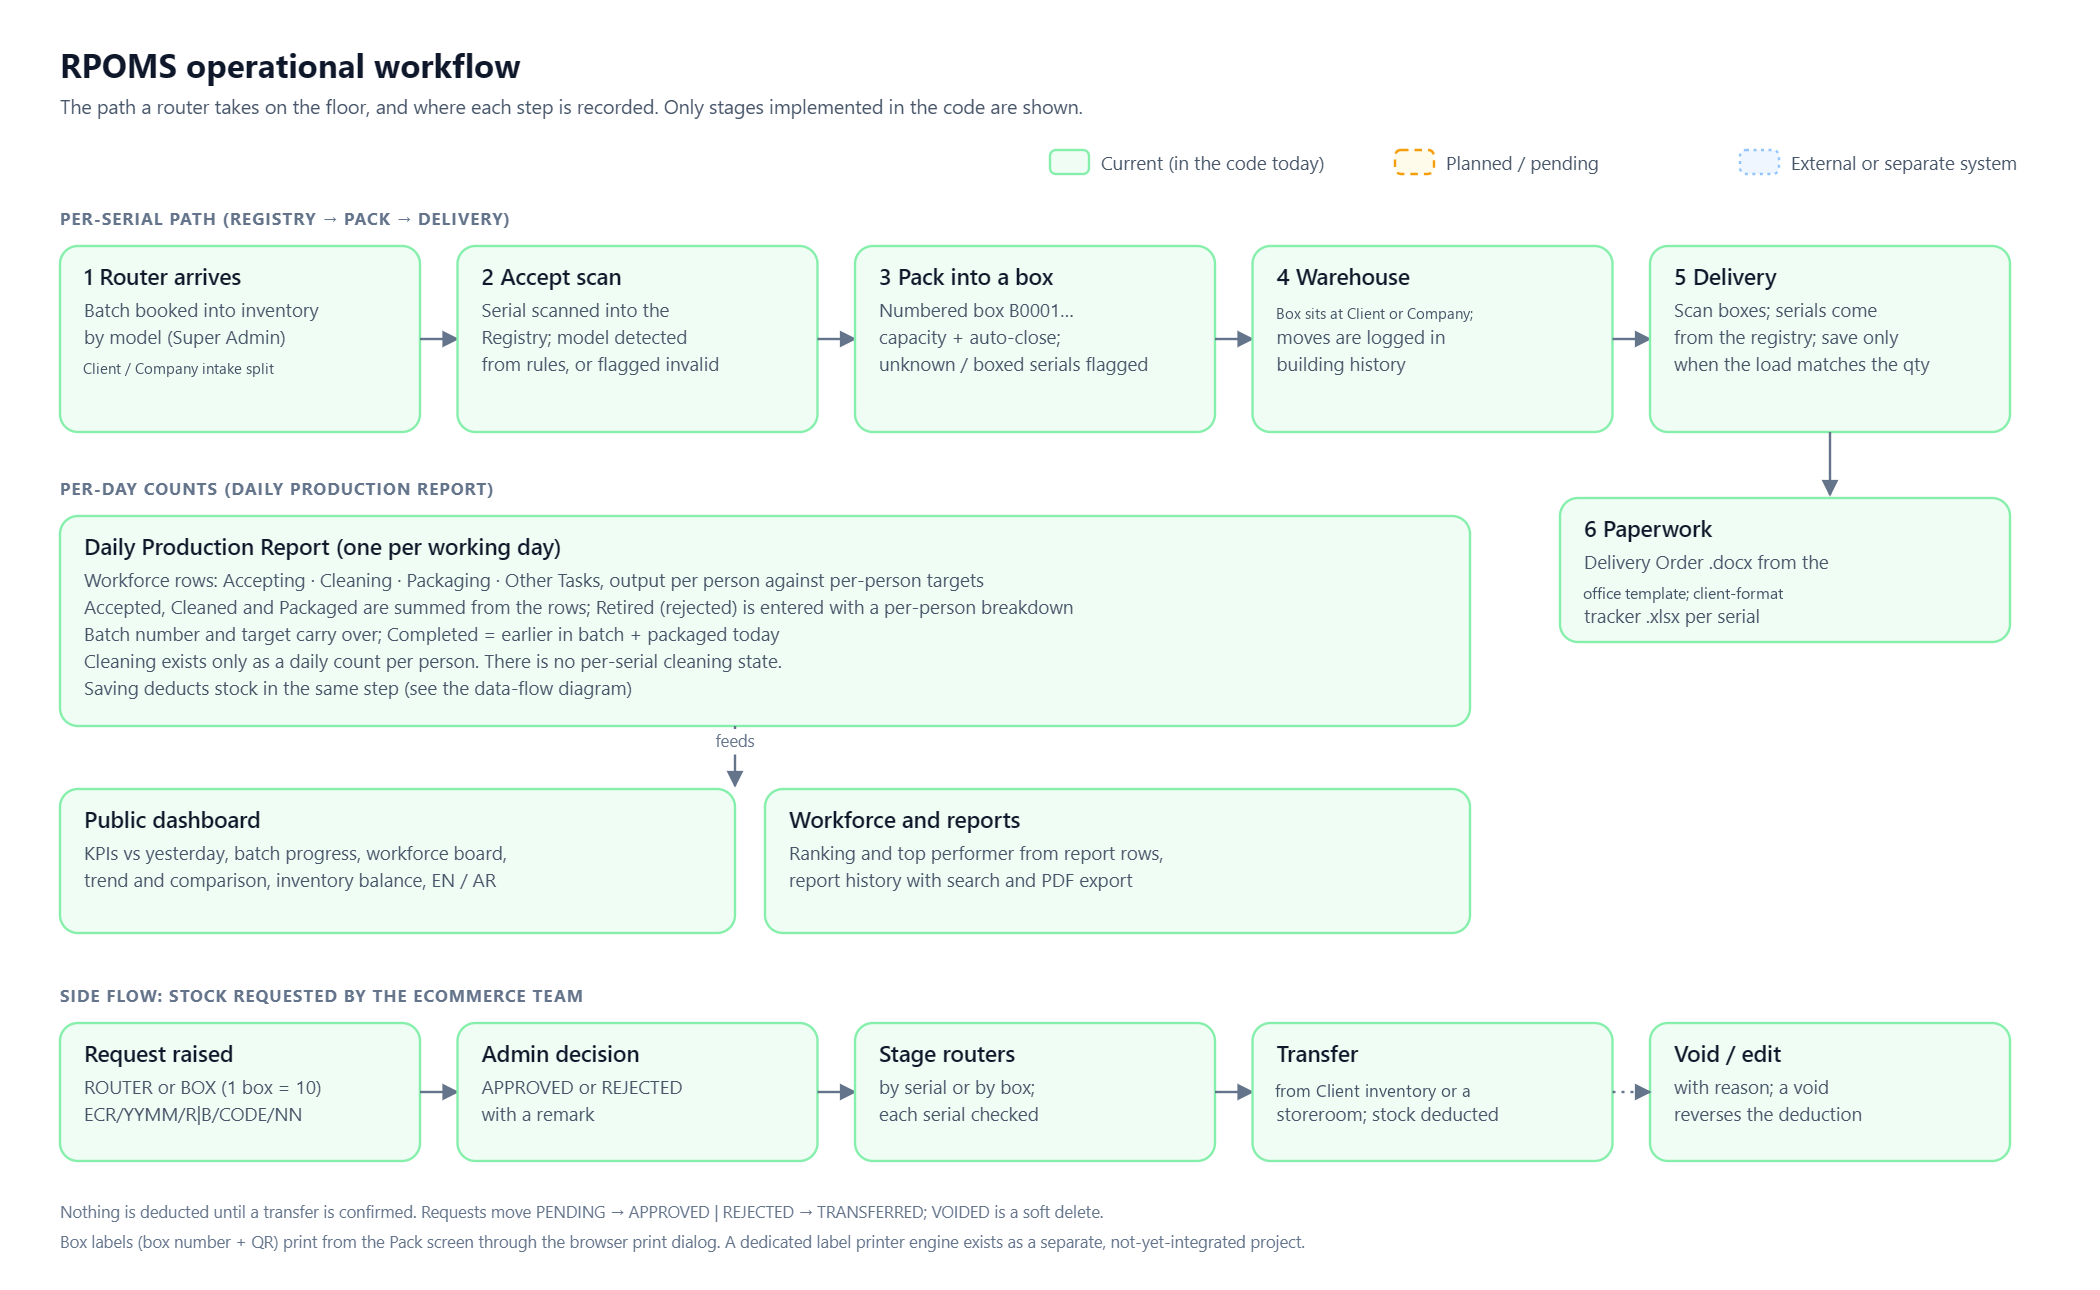 RPOMS operational workflow
The path a router takes on the floor, and where each step is recorded. Only stages implemented in the code are shown.
Current (in the code today)
Planned / pending
External or separate system
PER-SERIAL PATH (REGISTRY → PACK → DELIVERY)
1 Router arrives
Batch booked into inventory
by model (Super Admin)
Client / Company intake split
2 Accept scan
Serial scanned into the
Registry; model detected
from rules, or flagged invalid
3 Pack into a box
Numbered box B0001…
capacity + auto-close;
unknown / boxed serials flagged
4 Warehouse
Box sits at Client or Company;
moves are logged in
building history
5 Delivery
Scan boxes; serials come
from the registry; save only
when the load matches the qty
6 Paperwork
Delivery Order .docx from the
office template; client-format
tracker .xlsx per serial
PER-DAY COUNTS (DAILY PRODUCTION REPORT)
Daily Production Report (one per working day)
Workforce rows: Accepting · Cleaning · Packaging · Other Tasks, output per person against per-person targets
Accepted, Cleaned and Packaged are summed from the rows; Retired (rejected) is entered with a per-person breakdown
Batch number and target carry over; Completed = earlier in batch + packaged today
Cleaning exists only as a daily count per person. There is no per-serial cleaning state.
Saving deducts stock in the same step (see the data-flow diagram)
feeds
Public dashboard
KPIs vs yesterday, batch progress, workforce board,
trend and comparison, inventory balance, EN / AR
Workforce and reports
Ranking and top performer from report rows,
report history with search and PDF export
SIDE FLOW: STOCK REQUESTED BY THE ECOMMERCE TEAM
Request raised
ROUTER or BOX (1 box = 10)
ECR/YYMM/R|B/CODE/NN
Admin decision
APPROVED or REJECTED
with a remark
Stage routers
by serial or by box;
each serial checked
Transfer
from Client inventory or a
storeroom; stock deducted
Void / edit
with reason; a void
reverses the deduction
Nothing is deducted until a transfer is confirmed. Requests move PENDING → APPROVED | REJECTED → TRANSFERRED; VOIDED is a soft delete.
Box labels (box number + QR) print from the Pack screen through the browser print dialog. A dedicated label printer engine exists as a separate, not-yet-integrated project.